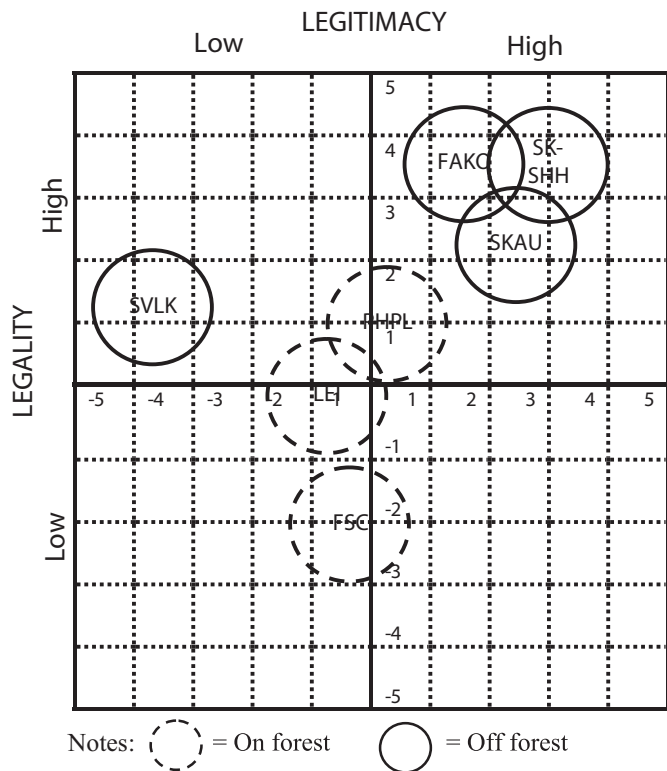 LEGITIMACY
Low High
5
4
FAKO SK-
SHH
3
High
SKAU
2
SVLK
PHPL
1
LEGALITY
-5 -4 -3 -2 -1 1 2 3 4 5
LEI
-1
-2
FSC
Low
-3
-4
-5
Notes: = On forest = Off forest